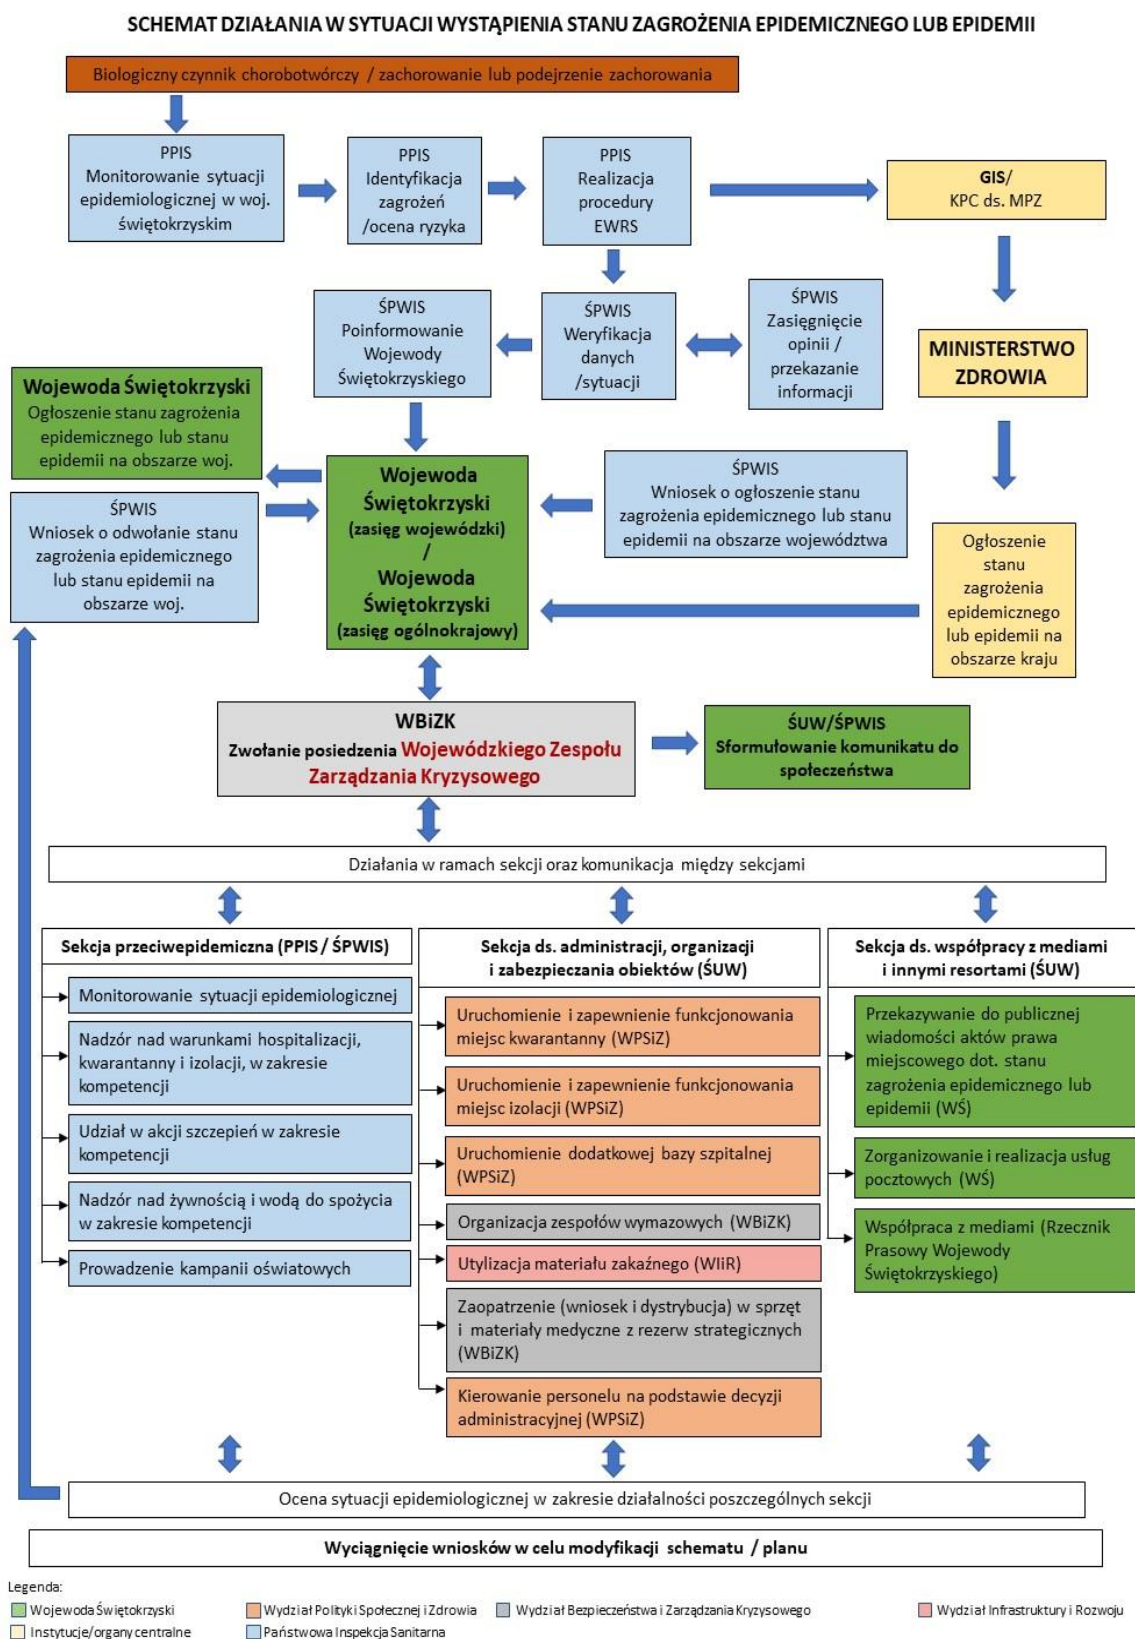 SCHEMAT DZIAŁANIA W SYTUACJI WYSTĄPIENIA STANU ZAGROŻENIA EPIDEMICZNEGO LUB EPIDEMII
Biologiczny czynnik chorobotwórczy / zachorowanie lub podejrzenie zachorowania
PPIS
Monitorowanie sytuacji
epidemiologicznej w woj.
świętokrzyskim
PPIS
Identyfikacja
zagrożeń
/ocena ryzyka
PPIS
Realizacja
procedury
EWRS
GIS/
KPC ds. MPZ
ŚPWIS
Poinformowanie
Wojewody
Świętokrzyskiego
ŚPWIS
Weryfikacja
danych
/sytuacji
ŚPWIS
Zasięgnięcie
opinii /
przekazanie
informacji
MINISTERSTWO
ZDROWIA
Wojewoda Świętokrzyski
Ogłoszenie stanu zagrożenia
epidemicznego lub stanu
epidemii na obszarze woj.
Wojewoda
Świętokrzyski
(zasięg wojewódzki)
/
Wojewoda
Świętokrzyski
(zasięg ogólnokrajowy)
ŚPWIS
Wniosek o ogłoszenie stanu
zagrożenia epidemicznego lub stanu
epidemii na obszarze województwa
ŚPWIS
Wniosek o odwołanie stanu
zagrożenia epidemicznego
lub stanu epidemii na
obszarze woj.
Ogłoszenie
stanu
zagrożenia
epidemicznego
lub epidemii na
obszarze kraju
WBiZK
Zwołanie posiedzenia Wojewódzkiego Zespołu
Zarządzania Kryzysowego
ŚUW/ŚPWIS
Sformułowanie komunikatu do
społeczeństwa
Działania w ramach sekcji oraz komunikacja między sekcjami
Sekcja przeciwepidemiczna (PPIS / ŚPWIS)
Monitorowanie sytuacji epidemiologicznej
Nadzór nad warunkami hospitalizacji,
kwarantanny i izolacji, w zakresie
kompetencji
Udział w akcji szczepień w zakresie
kompetencji
Nadzór nad żywnością i wodą do spożycia
w zakresie kompetencji
Prowadzenie kampanii oświatowych
Sekcja ds. administracji, organizacji
i zabezpieczania obiektów (ŚUW)
Uruchomienie i zapewnienie funkcjonowania
miejsc kwarantanny (WPSiZ)
Uruchomienie i zapewnienie funkcjonowania
miejsc izolacji (WPSiZ)
Uruchomienie dodatkowej bazy szpitalnej
(WPSiZ)
Organizacja zespołów wymazowych (WBiZK)
Utylizacja materiału zakaźnego (WIiR)
Zaopatrzenie (wniosek i dystrybucja) w sprzęt
i materiały medyczne z rezerw strategicznych
(WBiZK)
Kierowanie personelu na podstawie decyzji
administracyjnej (WPSiZ)
Sekcja ds. współpracy z mediami
i innymi resortami (ŚUW)
Przekazywanie do publicznej
wiadomości aktów prawa
miejscowego dot. stanu
zagrożenia epidemicznego lub
epidemii (WŚ)
Zorganizowanie i realizacja usług
pocztowych (WŚ)
Współpraca z mediami (Rzecznik
Prasowy Wojewody
Świętokrzyskiego)
Ocena sytuacji epidemiologicznej w zakresie działalności poszczególnych sekcji
Wyciągnięcie wniosków w celu modyfikacji schematu / planu
Legenda:
Wojewoda Świętokrzyski
Wydział Polityki Społecznej i Zdrowia
Wydział Bezpieczeństwa i Zarządzania Kryzysowego
Wydział Infrastruktury i Rozwoju
Instytucje/organy centralne
Państwowa Inspekcja Sanitarna